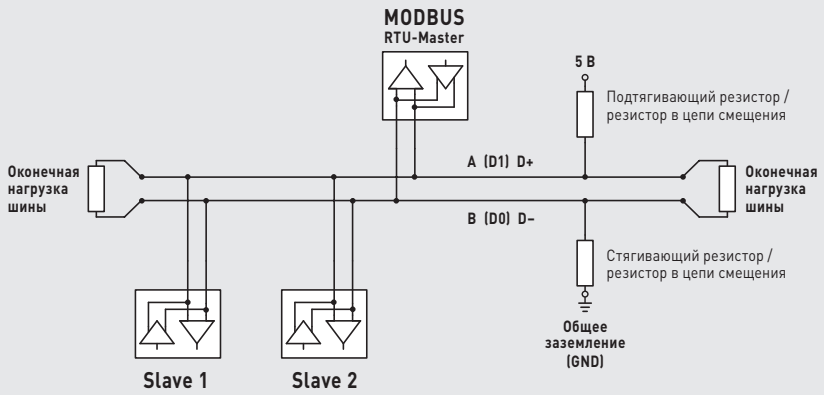 MODBUS
RTU-Master
5 В
Подтягивающий резистор /
резистор в цепи смещения
A (D1) D+
Оконечная
нагрузка
шины
Оконечная
нагрузка
шины
B (D0) D–
Стягивающий резистор /
резистор в цепи смещения
Общее
заземление
(GND)
Slave 1
Slave 2